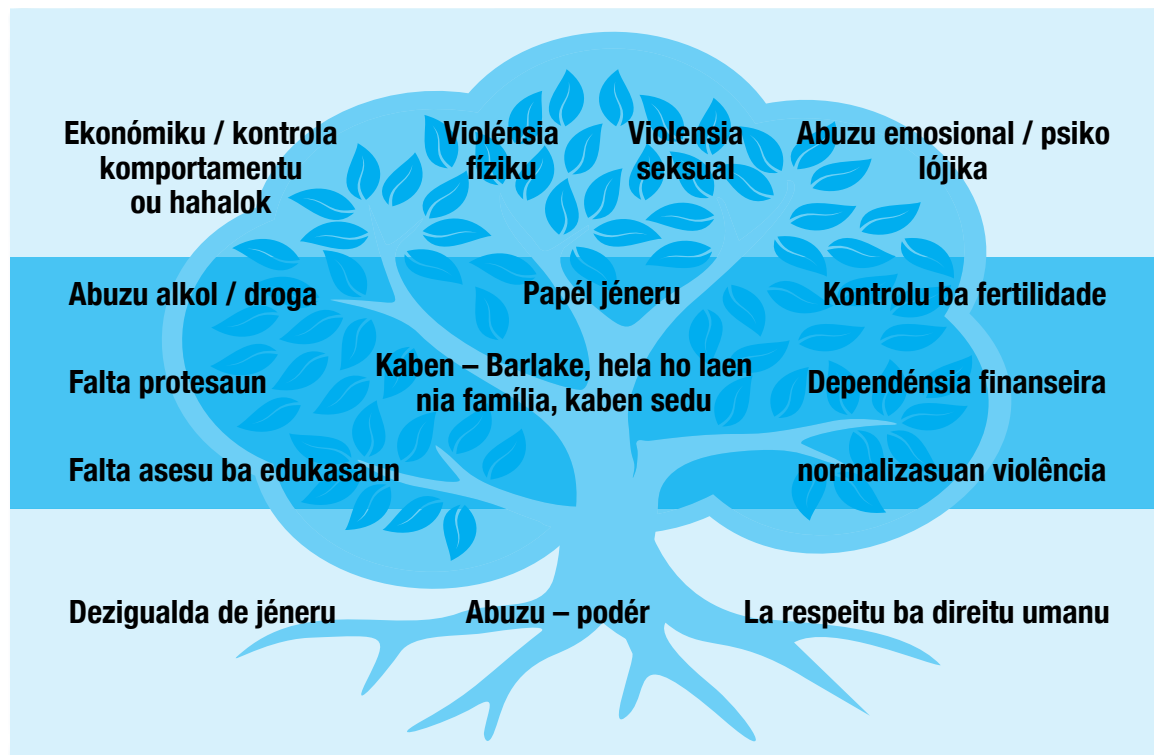 Ekonómiku / kontrola
komportamentu
ou hahalok
Violénsia
fíziku
Violensia
seksual
Abuzu emosional / psiko
lójika
Abuzu alkol / droga
Papél jéneru
Kontrolu ba fertilidade
Falta protesaun
Kaben – Barlake, hela ho laen
nia família, kaben sedu
Dependénsia finanseira
Falta asesu ba edukasaun
normalizasuan violência
Dezigualda de jéneru
Abuzu – podér
La respeitu ba direitu umanu